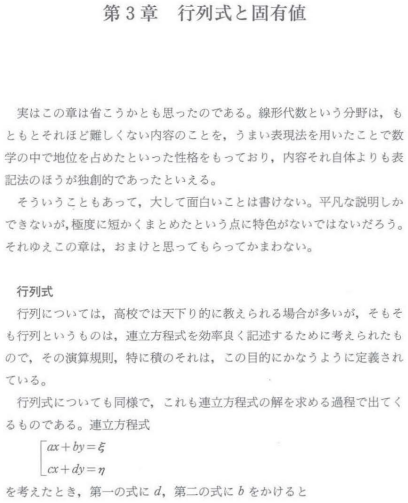 第3章　行列式と固有値
実はこの章は省こうかとも思ったのである。線形代数という分野は，も
ともとそれほど難しくない内容のことを，うまい表現法を用いたことで数
学の中で地位を占めたといった性格をもっており，内容それ自体よりも表
記法のほうが独創的であったといえる。
そういうこともあって，大して面白いことは書けない。平凡な説明しか
できないが，極度に短かくまとめたという点に特色がないではないだろう。
それゆえこの章は，おまけと思ってもらってかまわない。
行列式
行列については，高校では天下り的に教えられる場合が多いが，そもそ
も行列というものは，連立方程式を効率良く記述するために考えられたも
ので，その演算規則，特に積のそれは，この目的にかなうように定義され
ている。
行列式についても同様で，これも連立方程式の解を求める過程で出てく
るものである。連立方程式
ax＋by＝ξ
cx＋dy＝η
を考えたとき，第一の式に d，第二の式に b をかけると